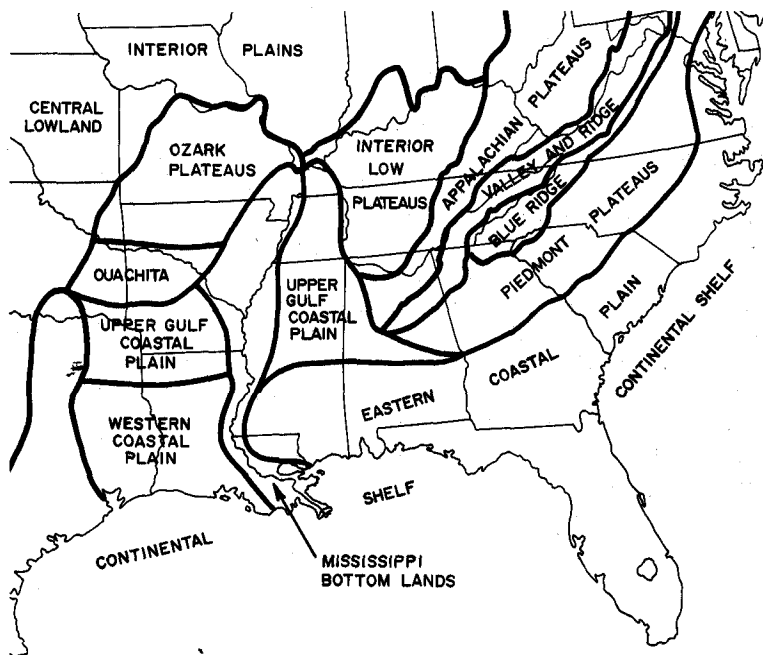 INTERIOR PLAINS
CENTRAL
LOWLAND
OZARK
PLATEAUS
INTERIOR
LOW
PLATEAUS
APPALACHIAN PLATEAUS
VALLEY AND RIDGE
BLUE RIDGE
PIEDMONT PLATEAUS
OUACHITA
UPPER GULF
COASTAL
PLAIN
UPPER
GULF
COASTAL
PLAIN
WESTERN
COASTAL
PLAIN
EASTERN COASTAL PLAIN
CONTINENTAL SHELF
CONTINENTAL SHELF
MISSISSIPPI
BOTTOM LANDS